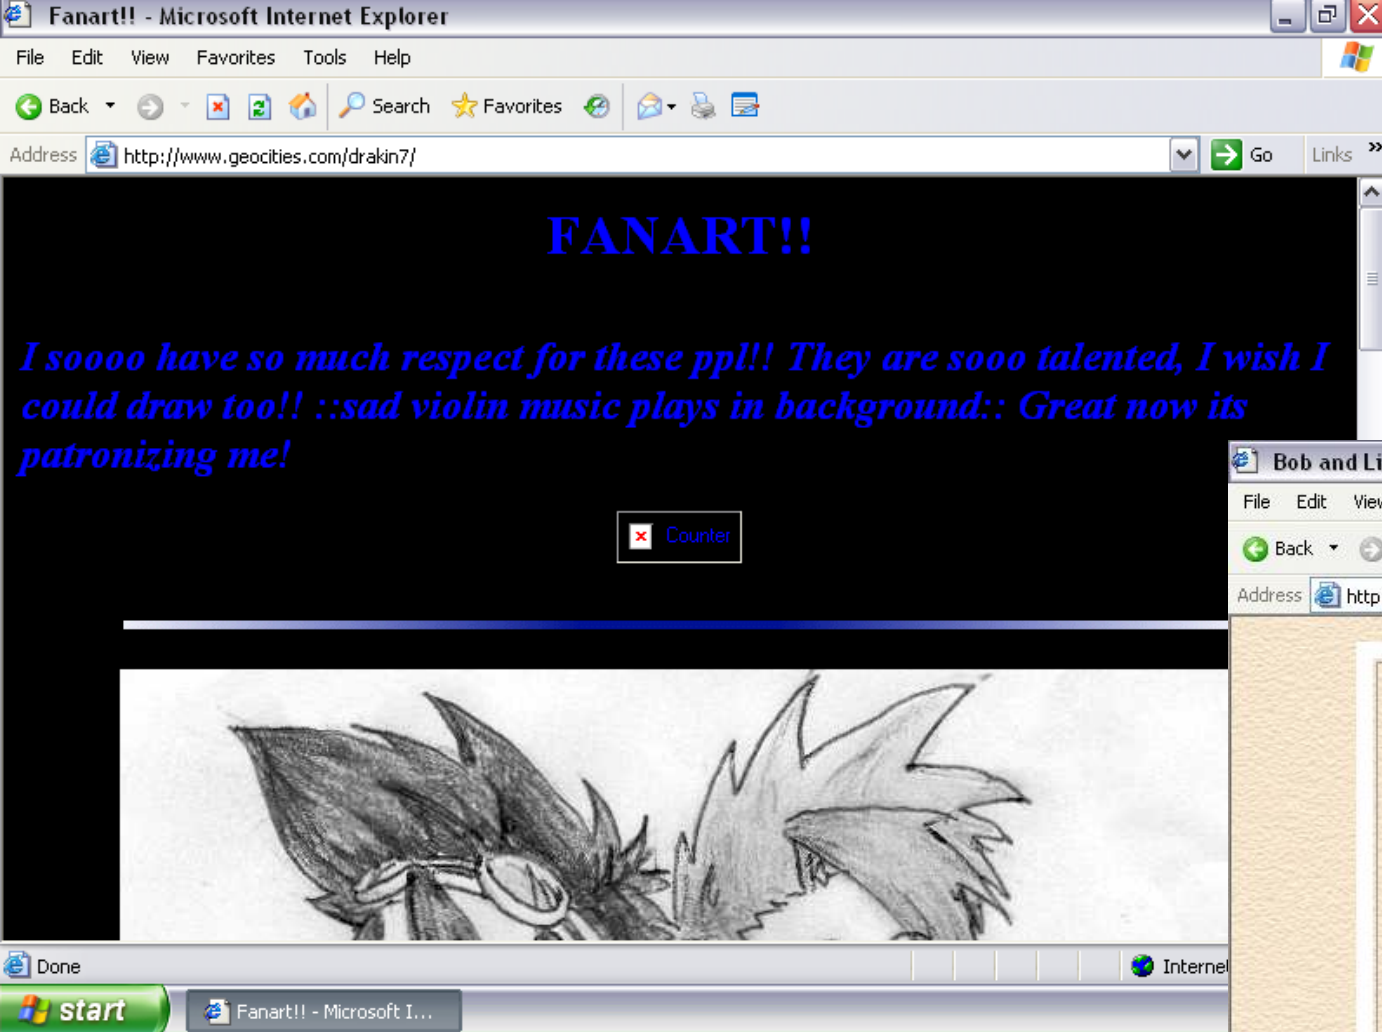 Fanart!! - Microsoft Internet Explorer
File Edit View Favorites Tools Help
Back Search Favorites
Address http://www.geocities.com/drakin7/ Go Links »
FANART!!
I soooo have so much respect for these ppl!! They are sooo talented, I wish I
could draw too!! ::sad violin music plays in background:: Great now its
patronizing me!
Counter
Bob and Li
File Edit View
Back
Address http
Done Internet
start Fanart!! - Microsoft I...